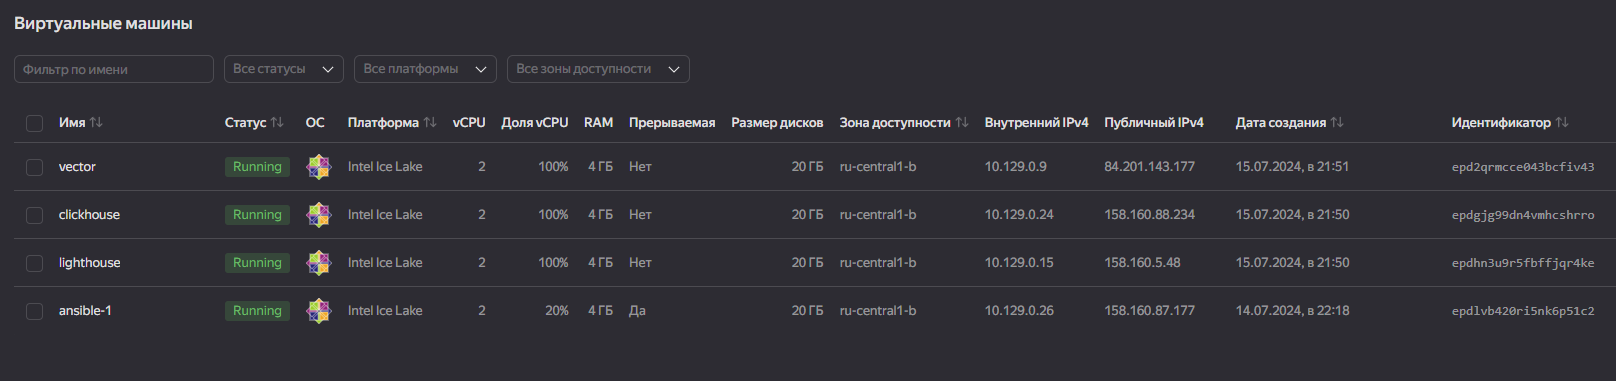 Виртуальные машины
Фильтр по имени Все статусы Все платформы Все зоны доступности
Имя Статус ОС Платформа vCPU Доля vCPU RAM Прерываемая Размер дисков Зона доступности Внутренний IPv4 Публичный IPv4 Дата создания Идентификатор
vector Running Intel Ice Lake 2 100% 4 ГБ Нет 20 ГБ ru-central1-b 10.129.0.9 84.201.143.177 15.07.2024, в 21:51 epd2qrmcce043bcfiv43
clickhouse Running Intel Ice Lake 2 100% 4 ГБ Нет 20 ГБ ru-central1-b 10.129.0.24 158.160.88.234 15.07.2024, в 21:50 epdgjg99dn4vmhcshrro
lighthouse Running Intel Ice Lake 2 100% 4 ГБ Нет 20 ГБ ru-central1-b 10.129.0.15 158.160.5.48 15.07.2024, в 21:50 epdhn3u9r5fbffjqr4ke
ansible-1 Running Intel Ice Lake 2 20% 4 ГБ Да 20 ГБ ru-central1-b 10.129.0.26 158.160.87.177 14.07.2024, в 22:18 epdlvb420ri5nk6p51c2